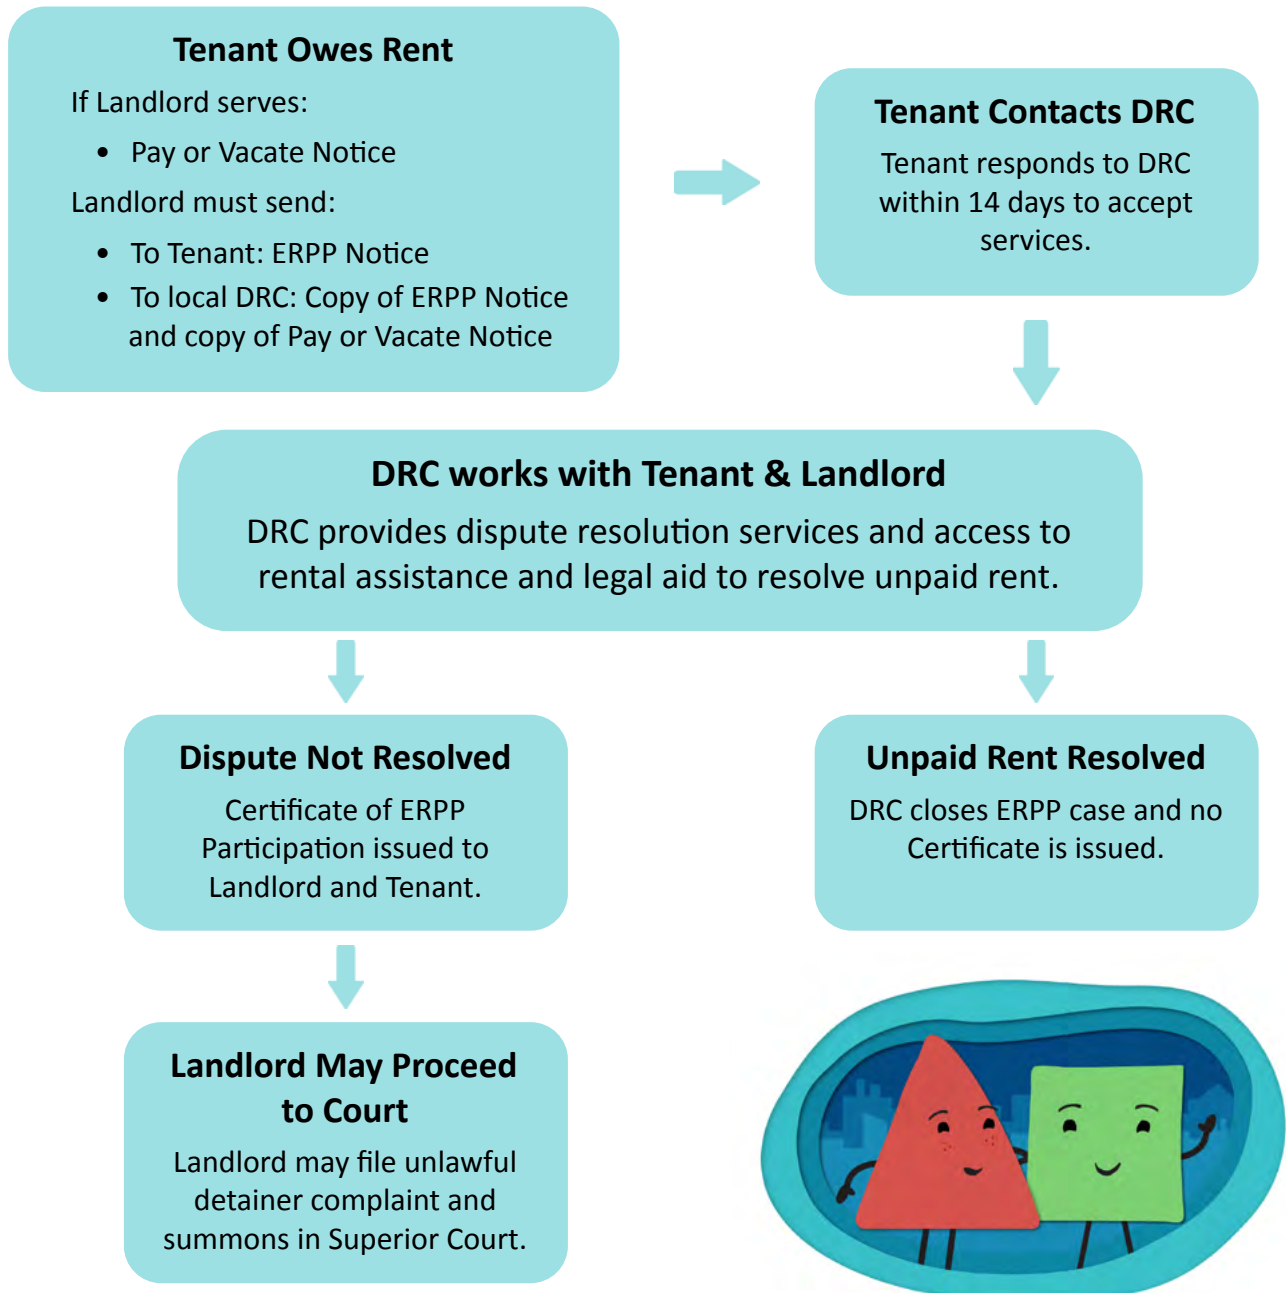 Tenant Owes Rent
If Landlord serves:
• Pay or Vacate Notice
Landlord must send:
• To Tenant: ERPP Notice
• To local DRC: Copy of ERPP Notice
and copy of Pay or Vacate Notice
Tenant Contacts DRC
Tenant responds to DRC
within 14 days to accept
services.
DRC works with Tenant & Landlord
DRC provides dispute resolution services and access to
rental assistance and legal aid to resolve unpaid rent.
Dispute Not Resolved
Certificate of ERPP
Participation issued to
Landlord and Tenant.
Unpaid Rent Resolved
DRC closes ERPP case and no
Certificate is issued.
Landlord May Proceed
to Court
Landlord may file unlawful
detainer complaint and
summons in Superior Court.